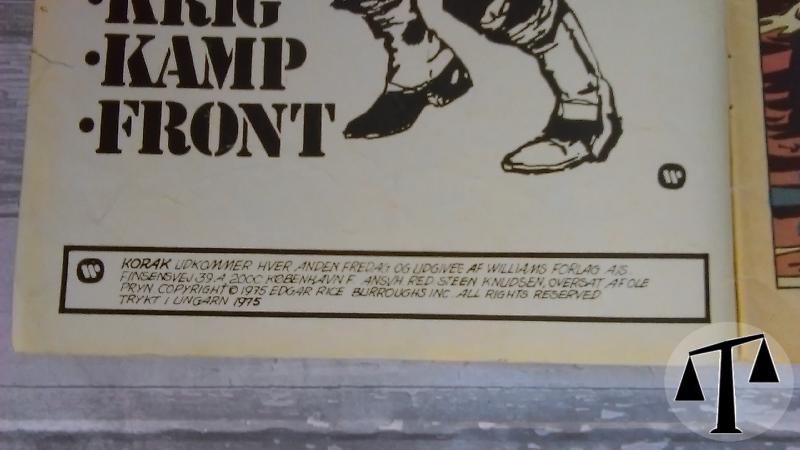 •KRIG
•KAMP
•FRONT
KORAK UDKOMMER HVER ANDEN FREDAG OG UDGIVET AF WILLIAMS FORLAG A/S.
FINSENSVEJ 39.A. 2000 KØBENHAVN F ANSVH RED STEEN KNUDSEN, OVERSAT AF OLE
PRYN COPYRIGHT © 1975 EDGAR RICE BURROUGHS INC. ALL RIGHTS RESERVED
TRYKT I UNGARN 1975